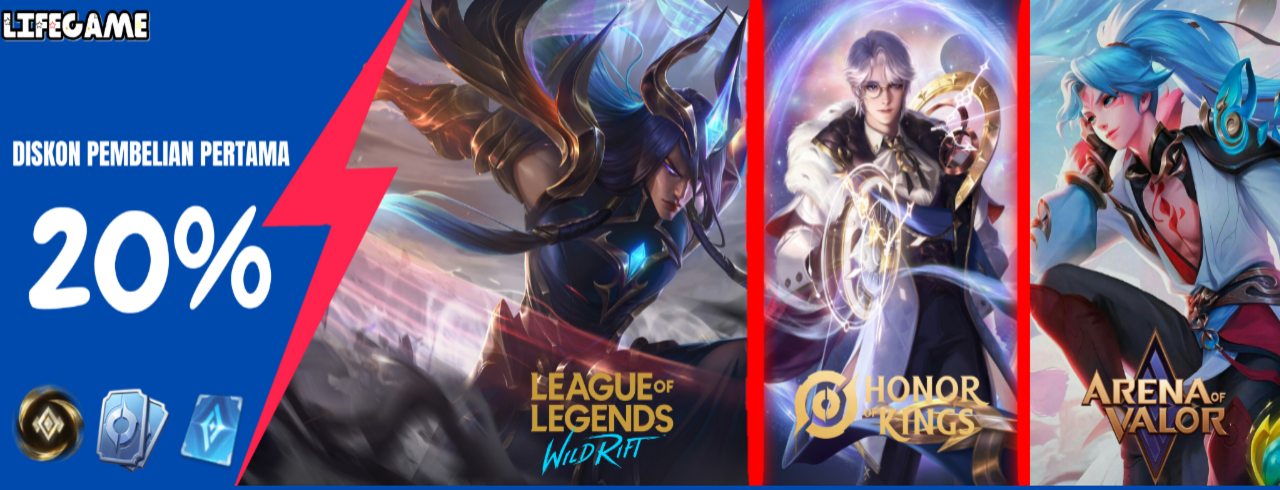 LIFEGAME
DISKON PEMBELIAN PERTAMA
20%
LEAGUE OF
LEGENDS
WILD RIFT
HONOR
OF KINGS
ARENA OF
VALOR